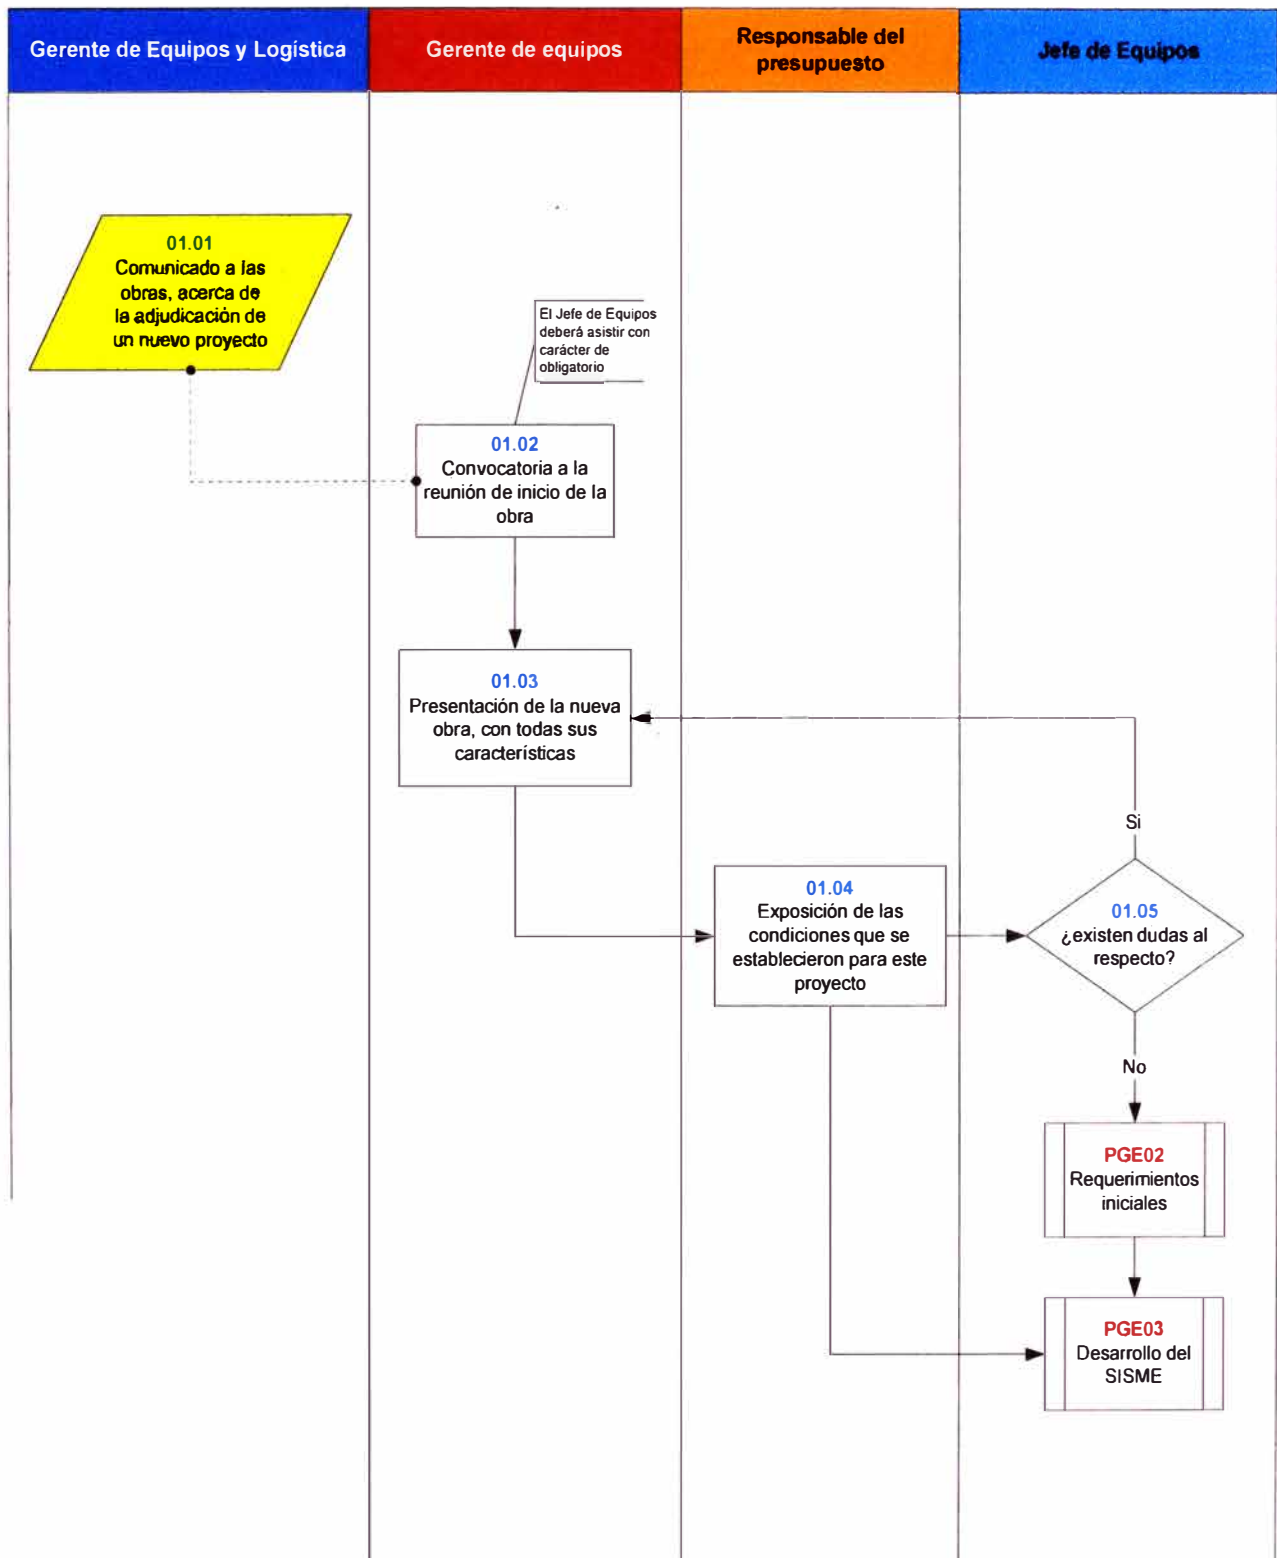 Gerente de Equipos y Logística
Gerente de equipos
Responsable del
presupuesto
Jefe de Equipos
01.01
Comunicado a las
obras, acerca de
la adjudicación de
un nuevo proyecto
El Jefe de Equipos
deberá asistir con
carácter de
obligatorio
01.02
Convocatoria a la
reunión de inicio de la
obra
01.03
Presentación de la nueva
obra, con todas sus
características
Si
01.04
Exposición de las
condiciones que se
establecieron para este
proyecto
01.05
¿existen dudas al
respecto?
No
PGE02
Requerimientos
iniciales
PGE03
Desarrollo del
SISME